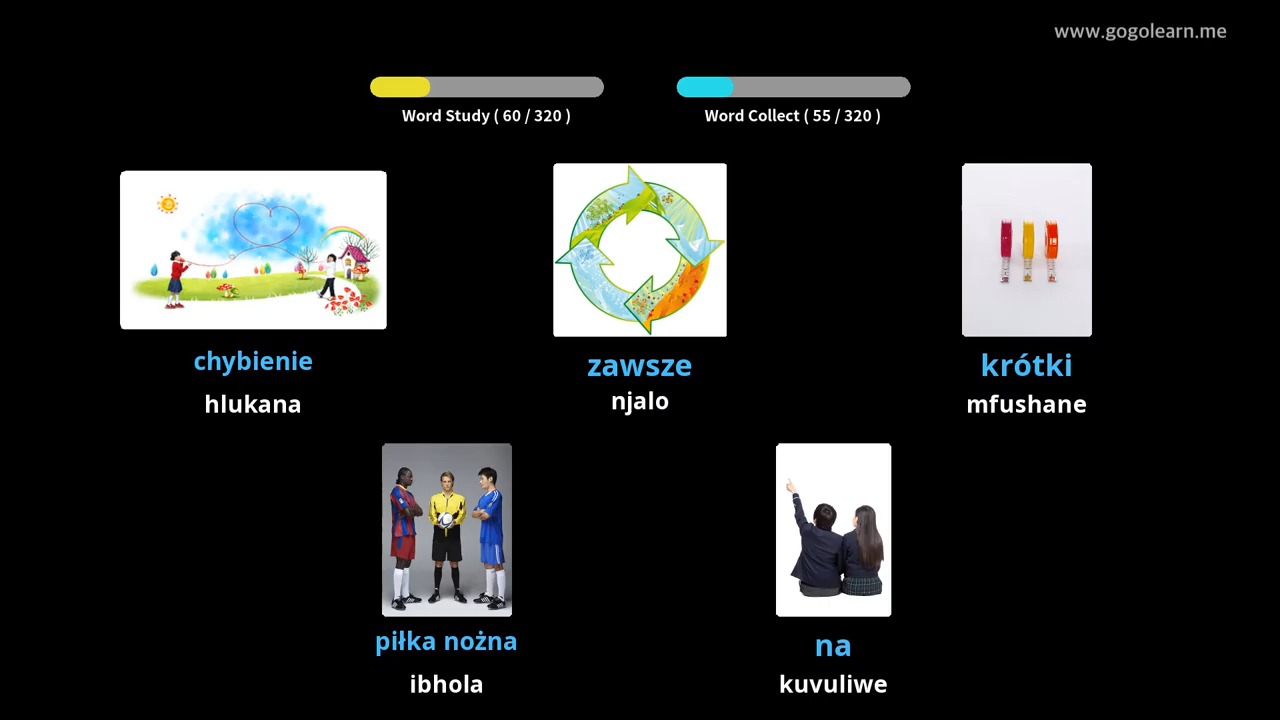 www.gogolearn.me
Word Study ( 60 / 320 )
Word Collect ( 55 / 320 )
chybienie
zawsze
krótki
hlukana
njalo
mfushane
piłka nożna
na
ibhola
kuvuliwe